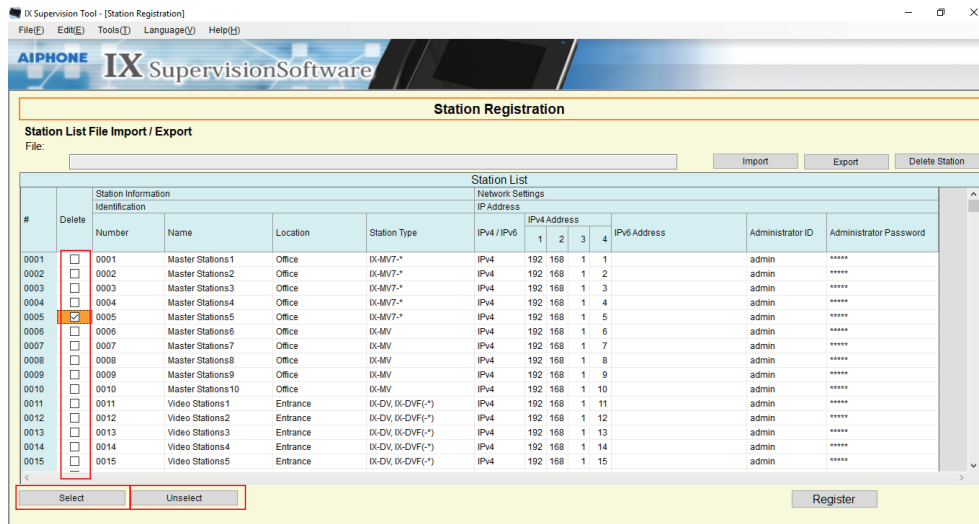 IX Supervision Tool - [Station Registration]
File(F) Edit(E) Tools(T) Language(V) Help(H)
AIPHONE IX SupervisionSoftware
Station Registration
Station List File Import / Export
File:
Import Export Delete Station
Station List
Station Information Network Settings
Identification IP Address
# Delete Number Name Location Station Type IPv4 / IPv6 IPv4 Address IPv6 Address Administrator ID Administrator Password
1 2 3 4
0001 0001 Master Stations1 Office IX-MV7-* IPv4 192 168 1 1 admin *****
0002 0002 Master Stations2 Office IX-MV7-* IPv4 192 168 1 2 admin *****
0003 0003 Master Stations3 Office IX-MV7-* IPv4 192 168 1 3 admin *****
0004 0004 Master Stations4 Office IX-MV7-* IPv4 192 168 1 4 admin *****
0005 0005 Master Stations5 Office IX-MV7-* IPv4 192 168 1 5 admin *****
0006 0006 Master Stations6 Office IX-MV IPv4 192 168 1 6 admin *****
0007 0007 Master Stations7 Office IX-MV IPv4 192 168 1 7 admin *****
0008 0008 Master Stations8 Office IX-MV IPv4 192 168 1 8 admin *****
0009 0009 Master Stations9 Office IX-MV IPv4 192 168 1 9 admin *****
0010 0010 Master Stations10 Office IX-MV IPv4 192 168 1 10 admin *****
0011 0011 Video Stations1 Entrance IX-DV, IX-DVF(-*) IPv4 192 168 1 11 admin *****
0012 0012 Video Stations2 Entrance IX-DV, IX-DVF(-*) IPv4 192 168 1 12 admin *****
0013 0013 Video Stations3 Entrance IX-DV, IX-DVF(-*) IPv4 192 168 1 13 admin *****
0014 0014 Video Stations4 Entrance IX-DV, IX-DVF(-*) IPv4 192 168 1 14 admin *****
0015 0015 Video Stations5 Entrance IX-DV, IX-DVF(-*) IPv4 192 168 1 15 admin *****
Select Unselect Register